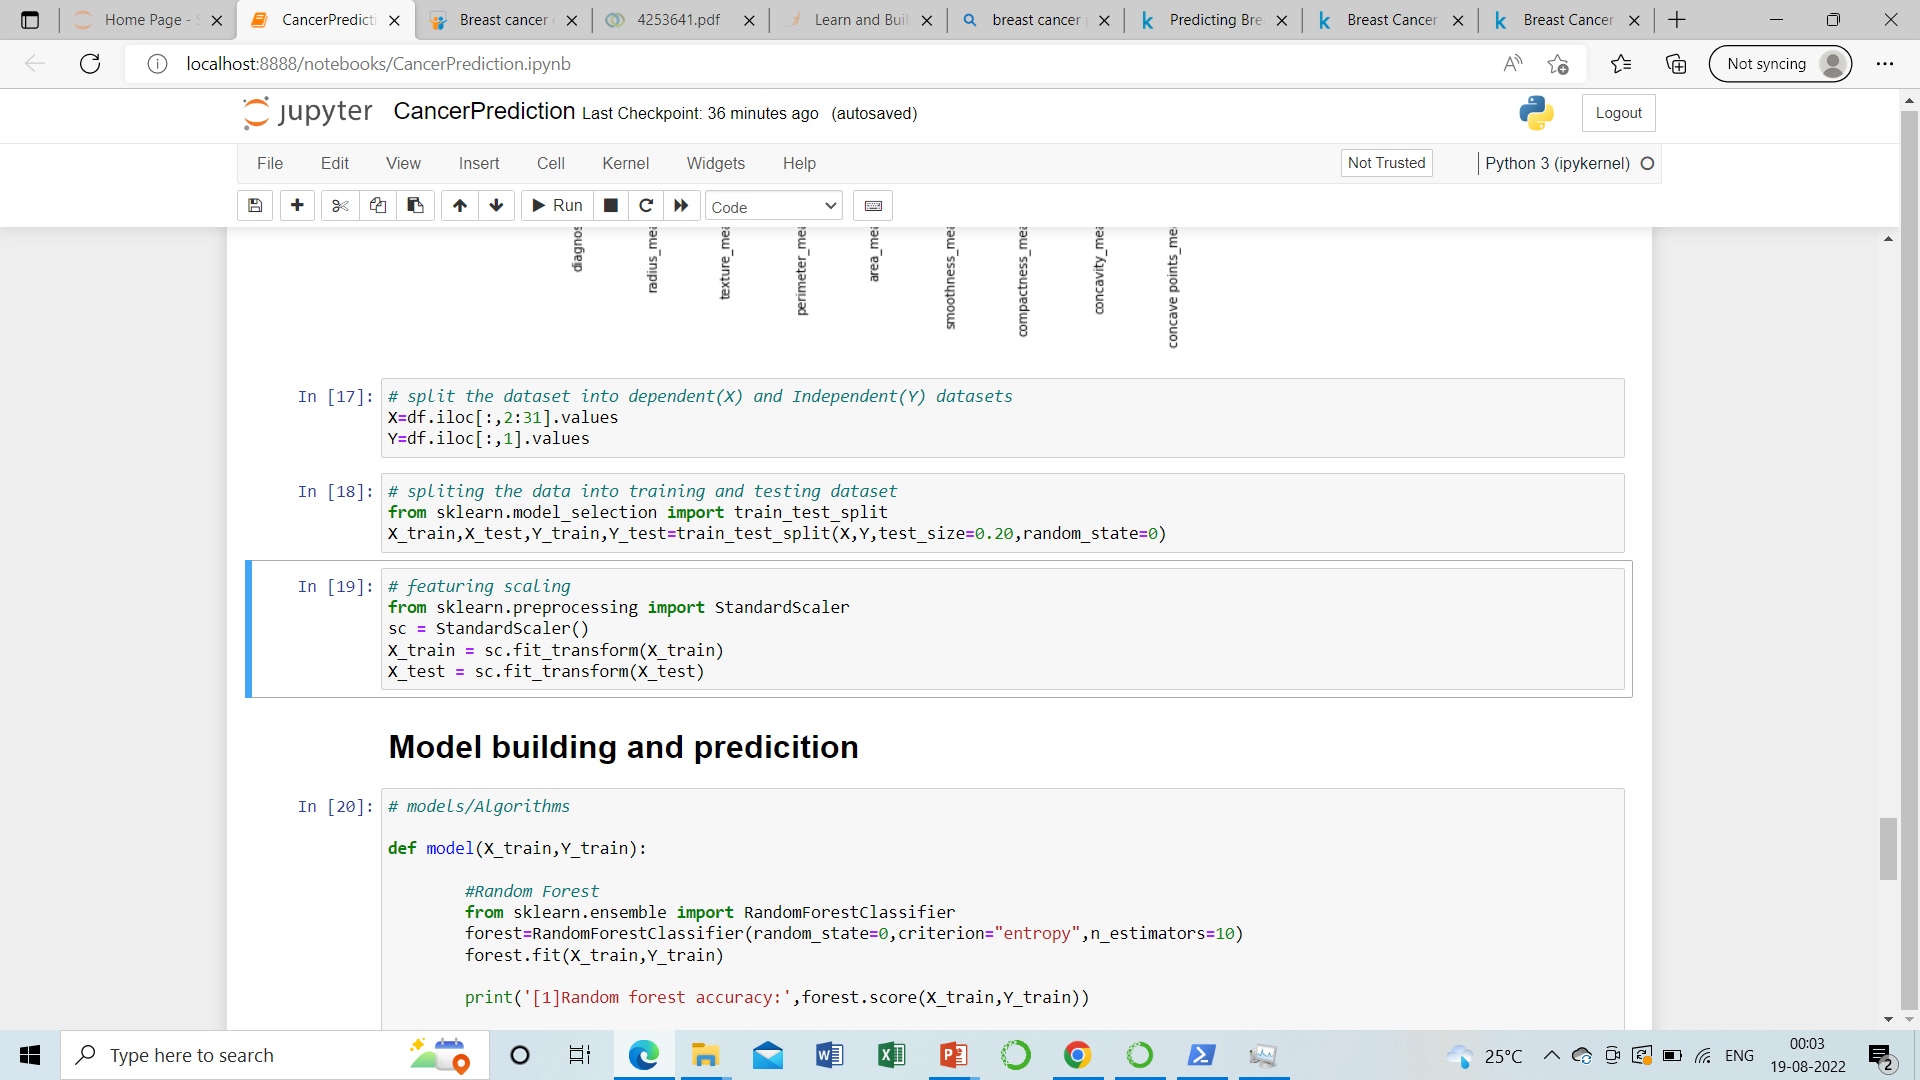 Home Page - S
CancerPredicti
Breast cancer
4253641.pdf
Learn and Buil
breast cancer
Predicting Bre
Breast Cancer
Breast Cancer
localhost:8888/notebooks/CancerPrediction.ipynb
Not syncing
jupyter CancerPrediction Last Checkpoint: 36 minutes ago (autosaved)
Logout
File Edit View Insert Cell Kernel Widgets Help
Not Trusted
Python 3 (ipykernel)
Run
Code
diagnos
radius_mea
texture_mea
perimeter_mea
area_mea
smoothness_mea
compactness_mea
concavity_mea
concave points_mea
In [17]:
# split the dataset into dependent(X) and Independent(Y) datasets
X=df.iloc[:,2:31].values
Y=df.iloc[:,1].values
In [18]:
# spliting the data into training and testing dataset
from sklearn.model_selection import train_test_split
X_train,X_test,Y_train,Y_test=train_test_split(X,Y,test_size=0.20,random_state=0)
In [19]:
# featuring scaling
from sklearn.preprocessing import StandardScaler
sc = StandardScaler()
X_train = sc.fit_transform(X_train)
X_test = sc.fit_transform(X_test)
Model building and predicition
In [20]:
# models/Algorithms
def model(X_train,Y_train):
#Random Forest
from sklearn.ensemble import RandomForestClassifier
forest=RandomForestClassifier(random_state=0,criterion="entropy",n_estimators=10)
forest.fit(X_train,Y_train)
print('[1]Random forest accuracy:',forest.score(X_train,Y_train))
Type here to search
25°C
ENG
00:03
19-08-2022
2